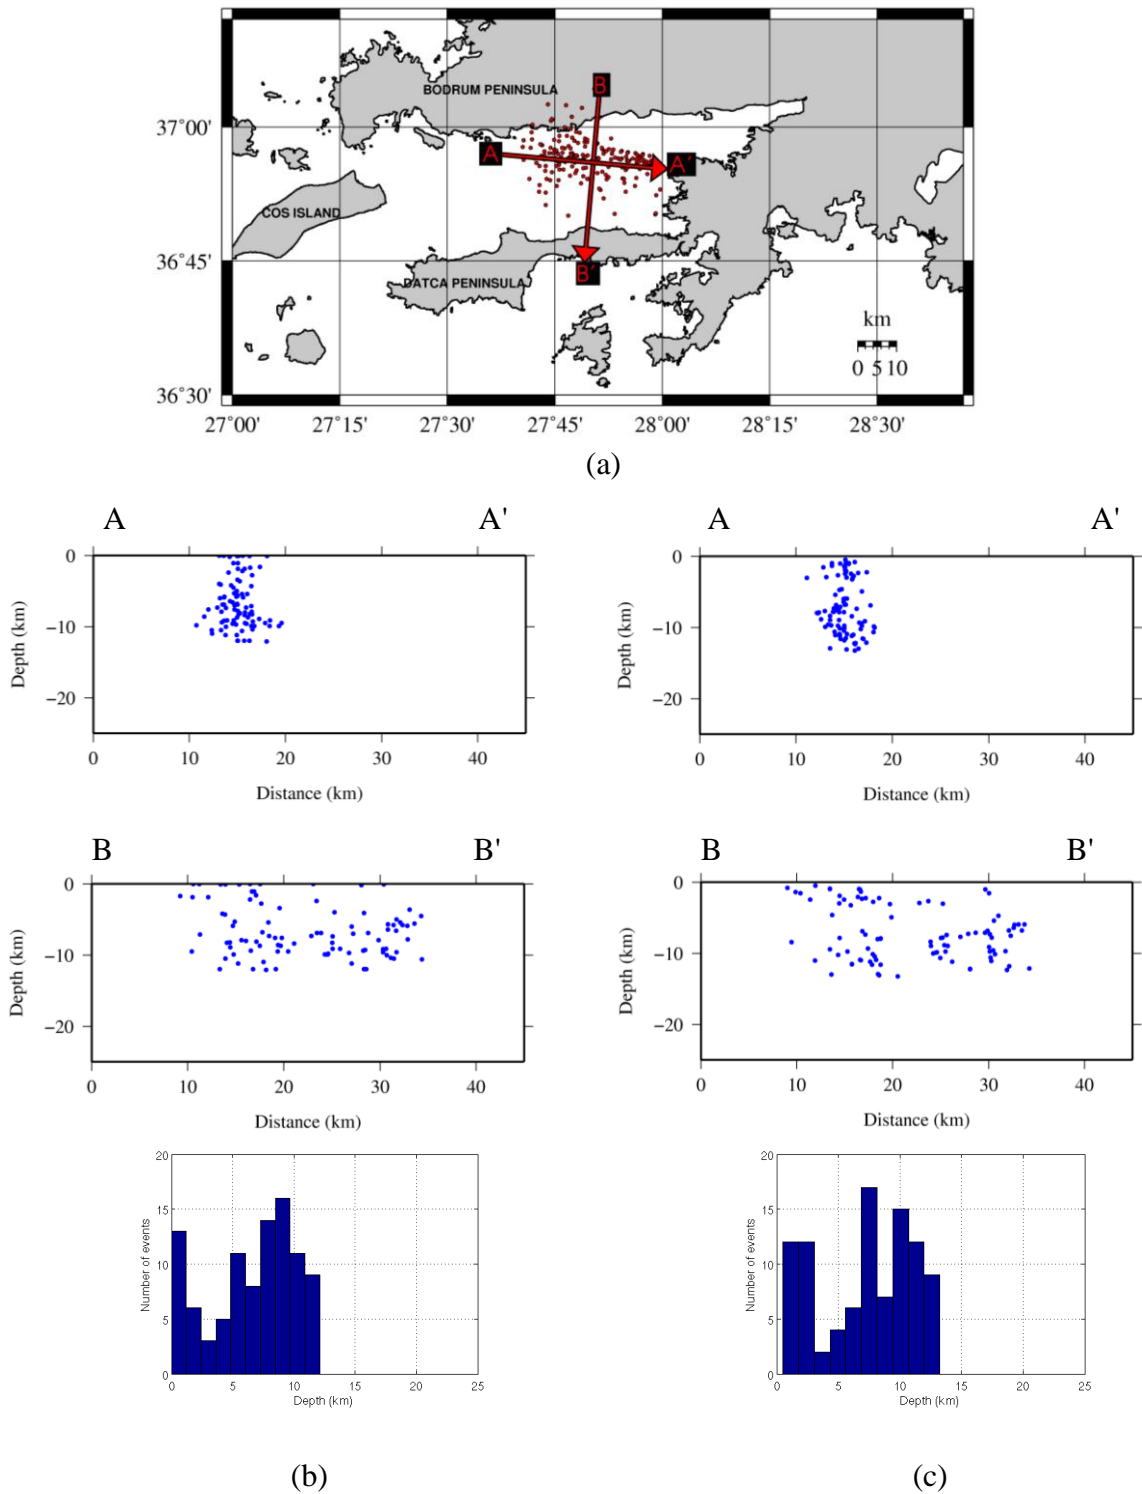 B
BODRUM PENINSULA
37°00'
A
A'
COS ISLAND
36°45'
B'
DATCA PENINSULA
km
0 5 10
36°30'
27°00' 27°15' 27°30' 27°45' 28°00' 28°15' 28°30'
(a)
A A'
0
−10
−20
Depth (km)
0 10 20 30 40
Distance (km)
A A'
0
−10
−20
Depth (km)
0 10 20 30 40
Distance (km)
B B'
0
−10
−20
Depth (km)
0 10 20 30 40
Distance (km)
B B'
0
−10
−20
Depth (km)
0 10 20 30 40
Distance (km)
20
15
10
5
0
Number of events
0 5 10 15 20 25
Depth (km)
20
15
10
5
0
Number of events
0 5 10 15 20 25
Depth (km)
(b) (c)